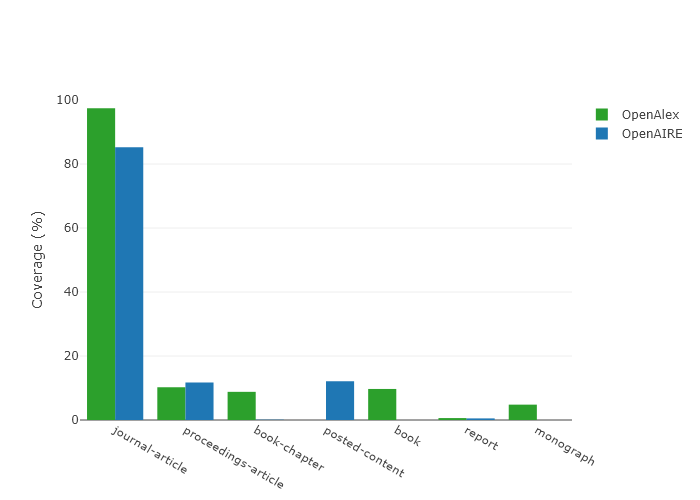 OpenAlex
OpenAIRE
Coverage (%)
100
80
60
40
20
0
journal-article
proceedings-article
book-chapter
posted-content
book
report
monograph